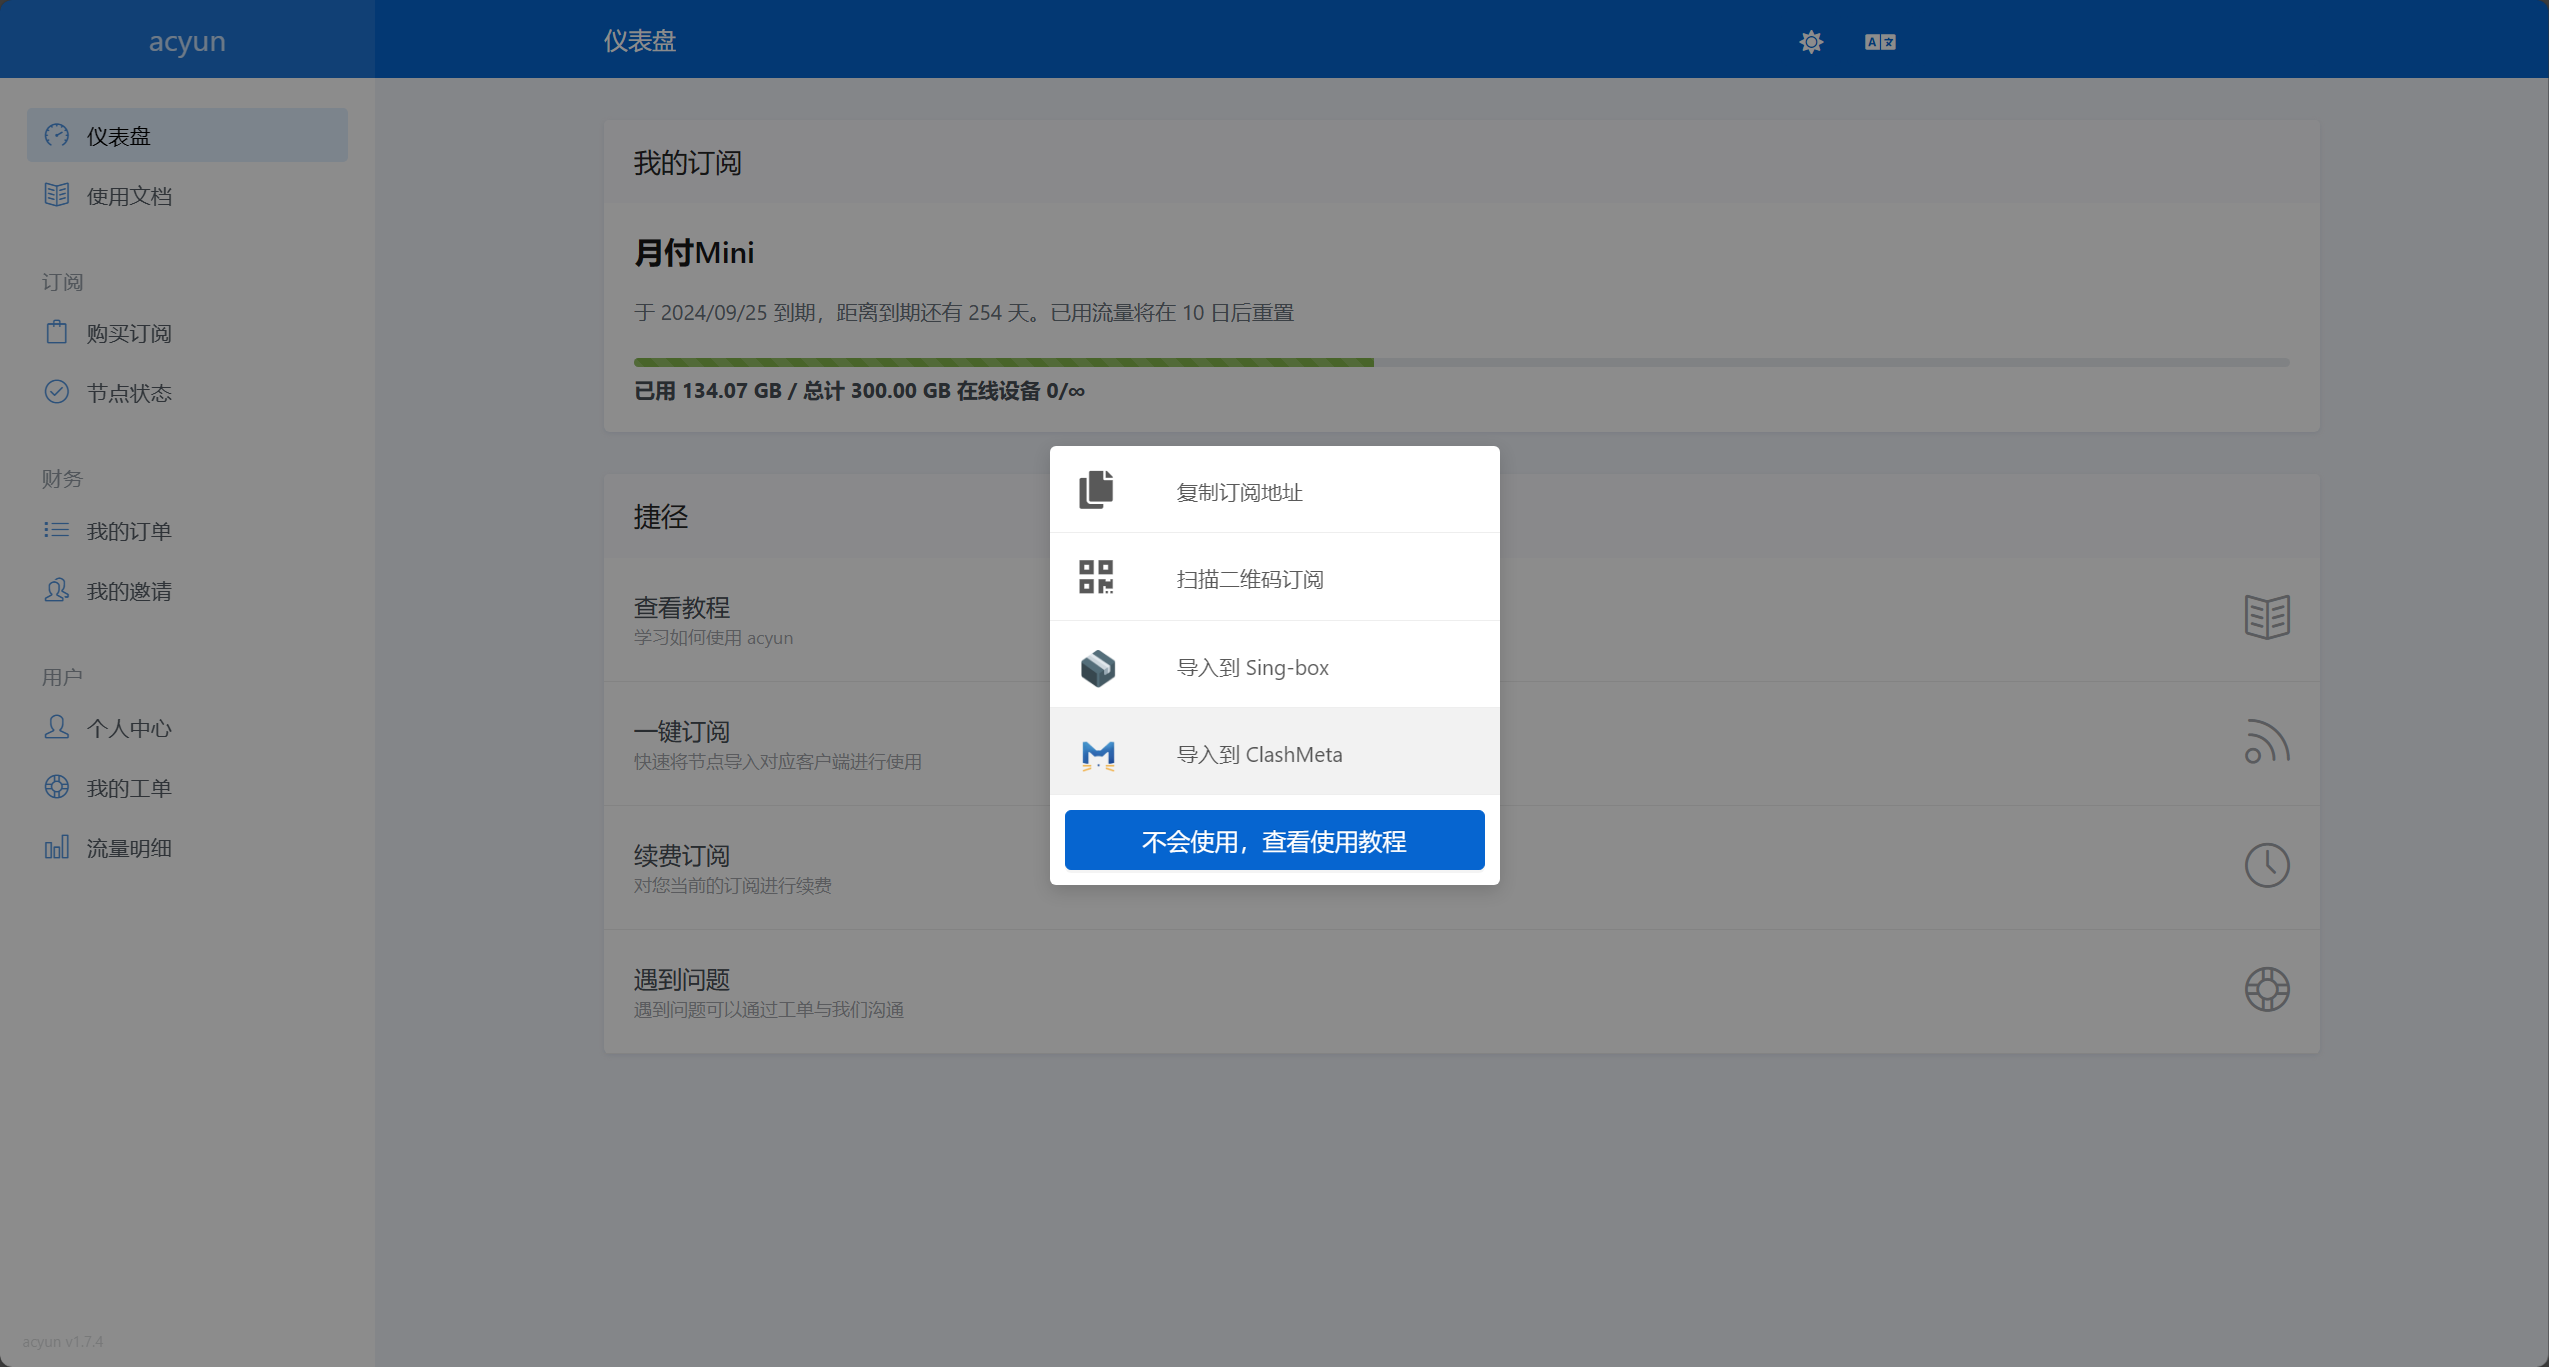 acyun
仪表盘
仪表盘
使用文档
订阅
购买订阅
节点状态
财务
我的订单
我的邀请
用户
个人中心
我的工单
流量明细
acyun v1.7.4
我的订阅
月付Mini
于 2024/09/25 到期，距离到期还有 254 天。已用流量将在 10 日后重置
已用 134.07 GB / 总计 300.00 GB 在线设备 0/∞
捷径
查看教程
学习如何使用 acyun
一键订阅
快速将节点导入对应客户端进行使用
续费订阅
对您当前的订阅进行续费
遇到问题
遇到问题可以通过工单与我们沟通
复制订阅地址
扫描二维码订阅
导入到 Sing-box
导入到 ClashMeta
不会使用，查看使用教程